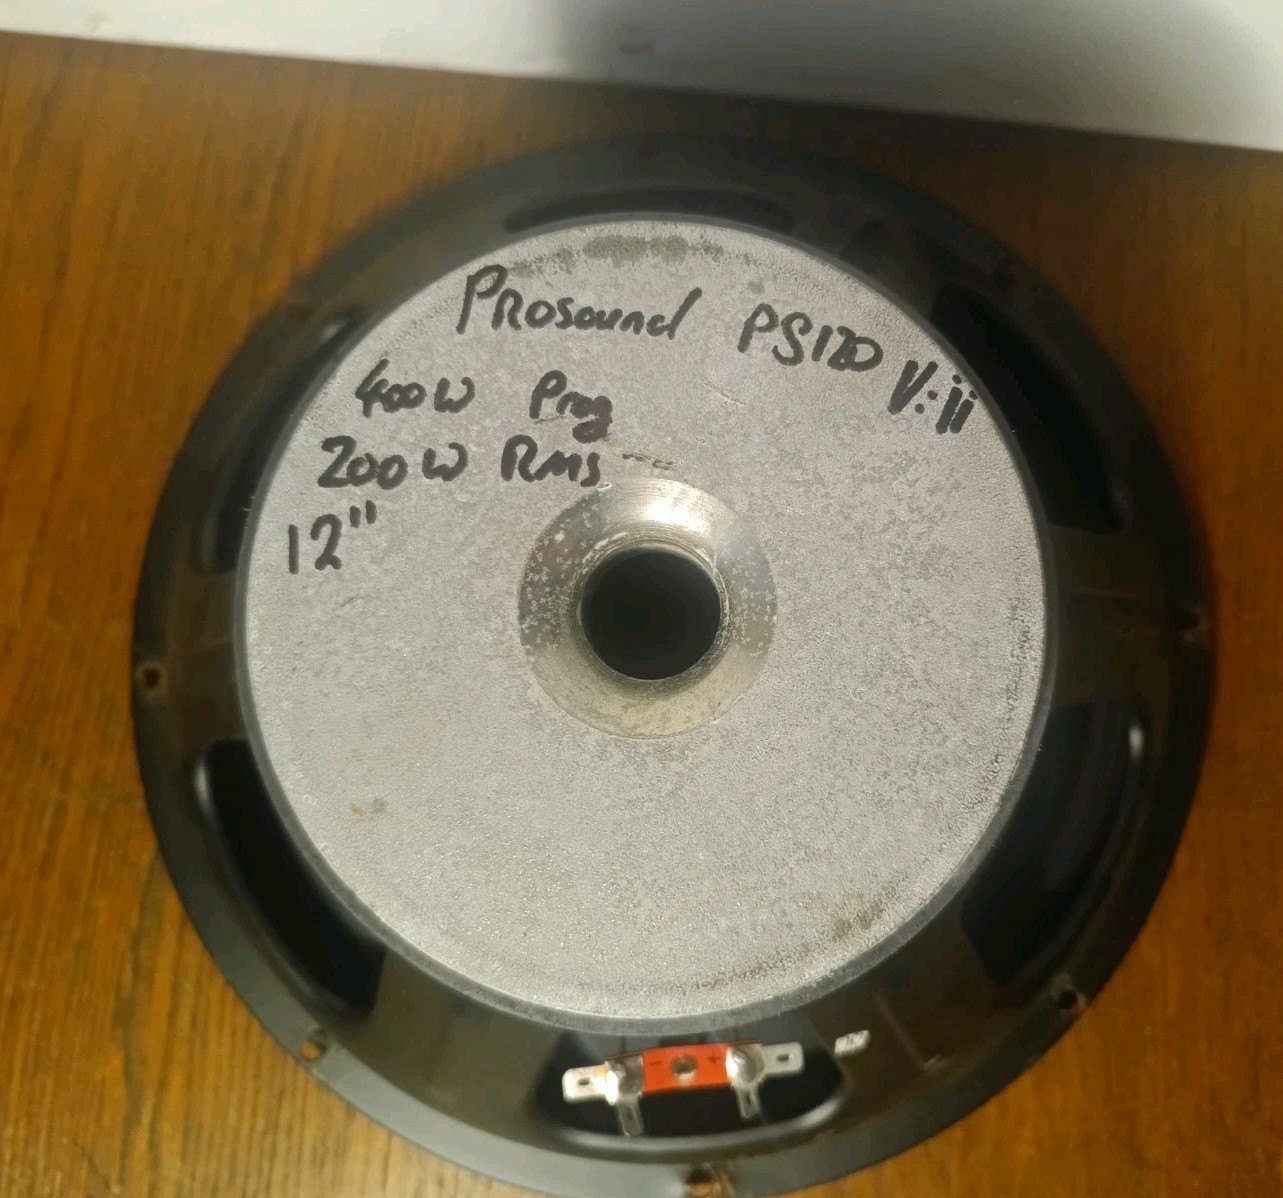 PROSound PS120 V:ii
400W Prog
200W RMS
12"
- +